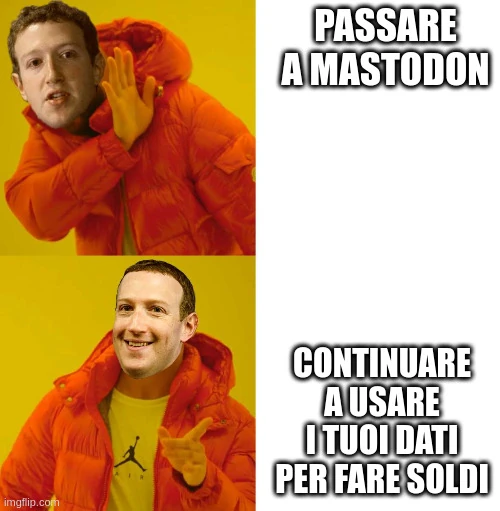 PASSARE
A MASTODON
CONTINUARE
A USARE
I TUOI DATI
PER FARE SOLDI
imgflip.com